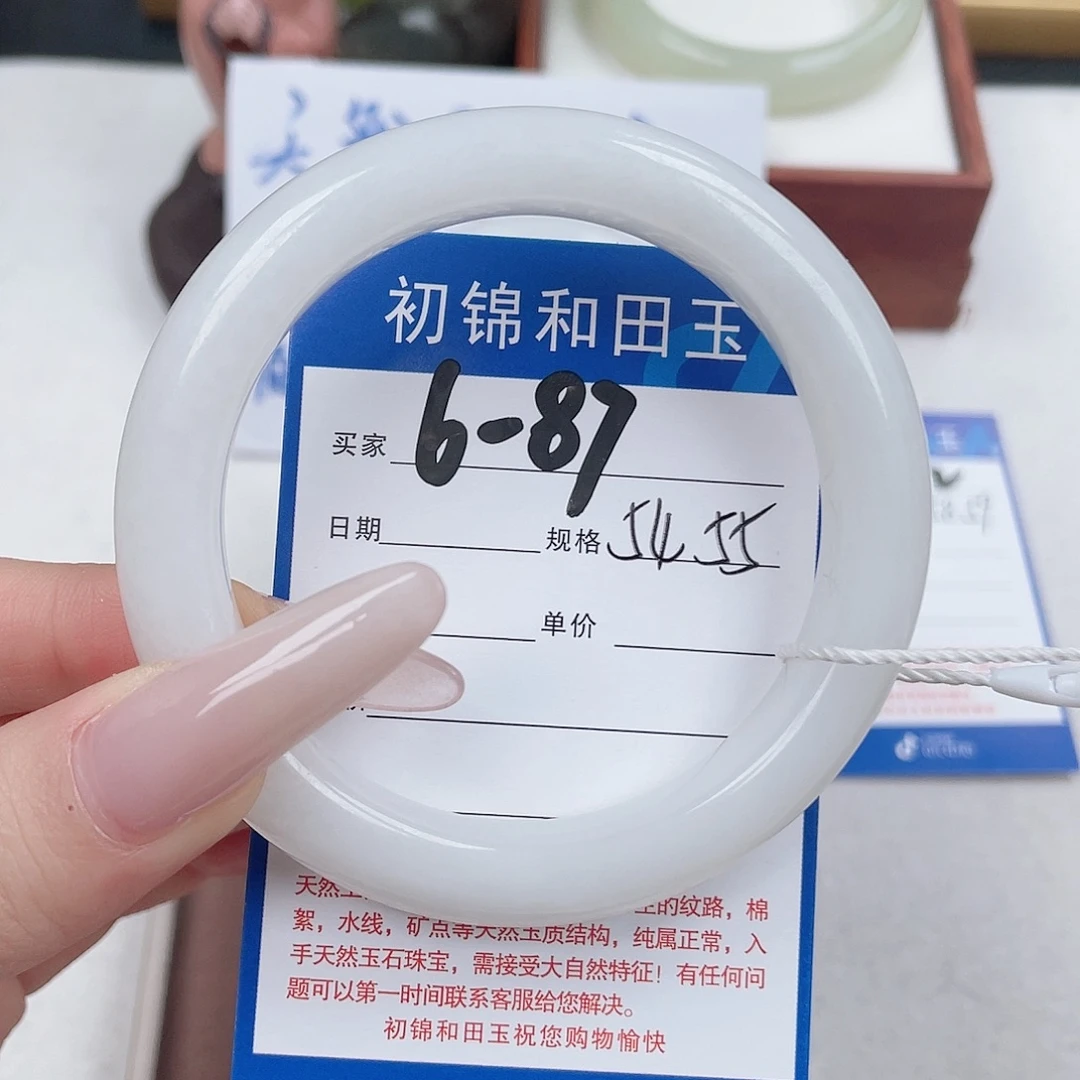 初锦和田玉
买家 6-87
日期 规格 54.55
单价
天然 的纹路，棉
絮，水线，矿点等天然玉质结构，纯属正常，入
手天然玉石珠宝，需接受大自然特征！有任何问
题可以第一时间联系客服给您解决。
初锦和田玉祝您购物愉快
玉